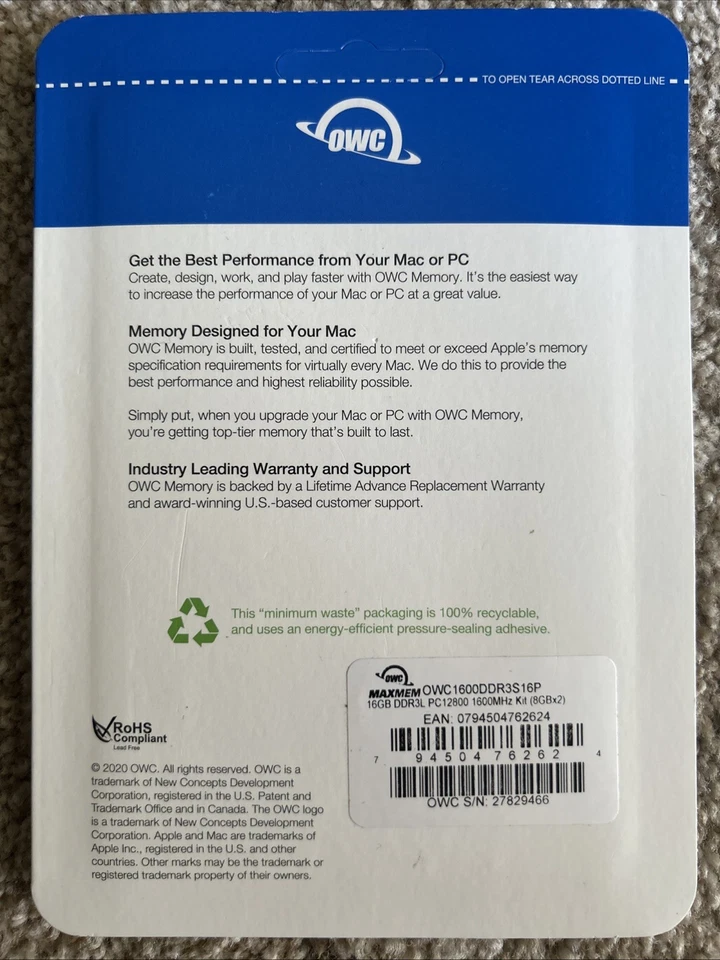 TO OPEN TEAR ACROSS DOTTED LINE
OWC
Get the Best Performance from Your Mac or PC
Create, design, work, and play faster with OWC Memory. It's the easiest way
to increase the performance of your Mac or PC at a great value.
Memory Designed for Your Mac
OWC Memory is built, tested, and certified to meet or exceed Apple's memory
specification requirements for virtually every Mac. We do this to provide the
best performance and highest reliability possible.
Simply put, when you upgrade your Mac or PC with OWC Memory,
you're getting top-tier memory that's built to last.
Industry Leading Warranty and Support
OWC Memory is backed by a Lifetime Advance Replacement Warranty
and award-winning U.S.-based customer support.
This “minimum waste” packaging is 100% recyclable,
and uses an energy-efficient pressure-sealing adhesive.
OWC
MAXMEM OWC1600DDR3S16P
16GB DDR3L PC12800 1600MHz Kit (8GBx2)
EAN: 0794504762624
7 94504 76262 4
OWC S/N: 27829466
RoHS
Compliant
Lead Free
© 2020 OWC. All rights reserved. OWC is a
trademark of New Concepts Development
Corporation, registered in the U.S. Patent and
Trademark Office and in Canada. The OWC logo
is a trademark of New Concepts Development
Corporation. Apple and Mac are trademarks of
Apple Inc., registered in the U.S. and other
countries. Other marks may be the trademark or
registered trademark property of their owners.